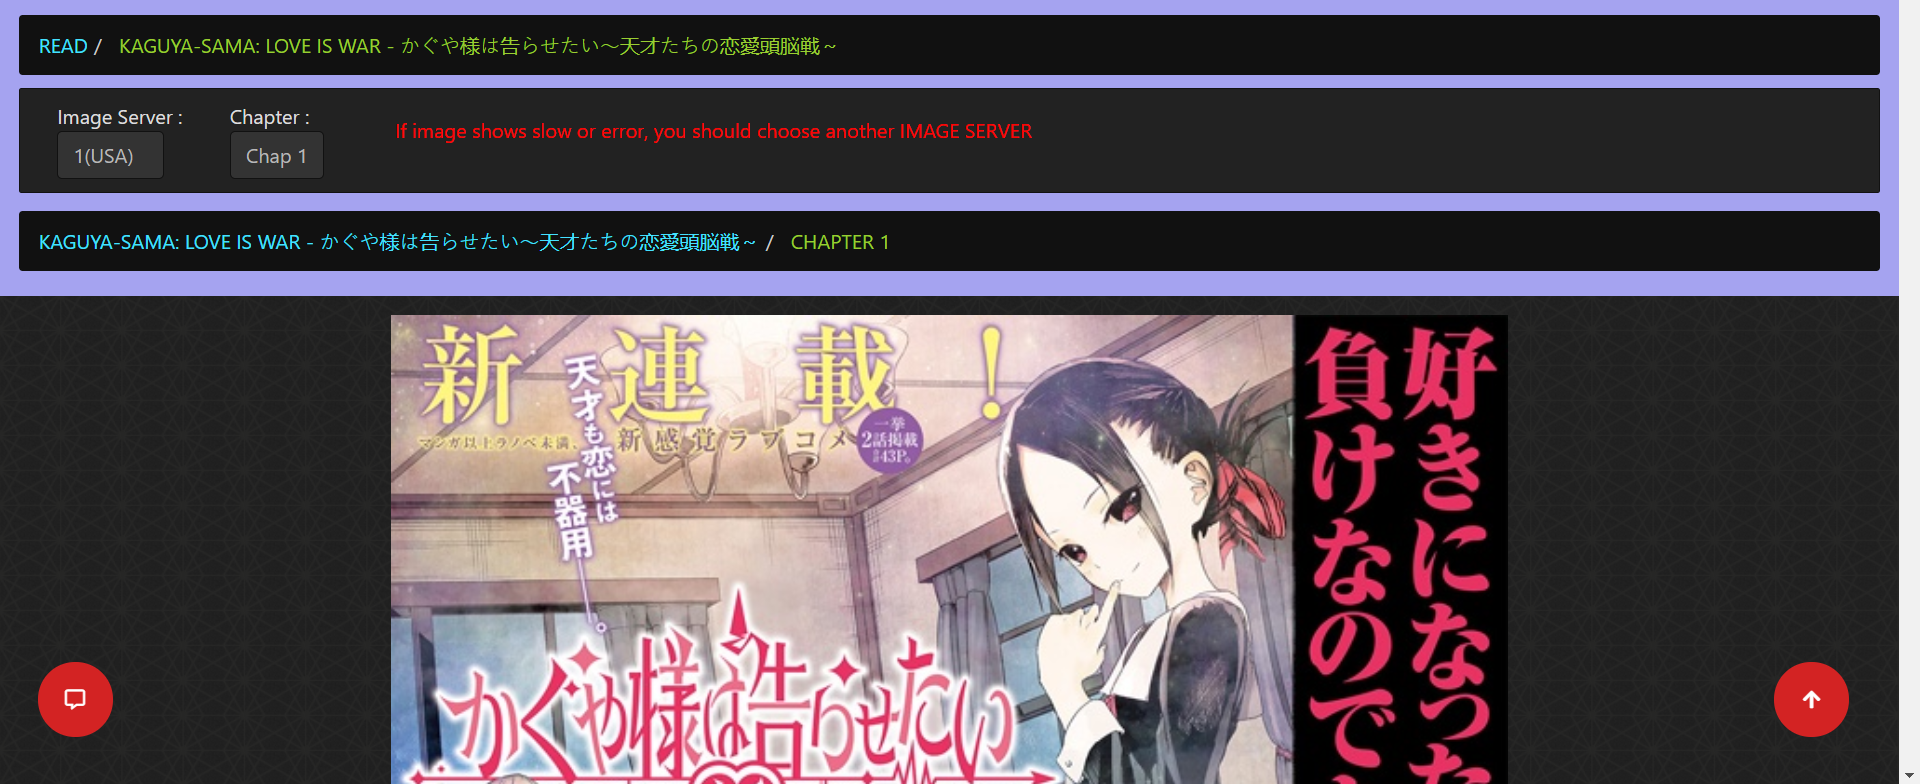 READ / KAGUYA-SAMA: LOVE IS WAR - かぐや様は告らせたい～天才たちの恋愛頭脳戦～
Image Server :
Chapter :
If image shows slow or error, you should choose another IMAGE SERVER
1(USA)
Chap 1
KAGUYA-SAMA: LOVE IS WAR - かぐや様は告らせたい～天才たちの恋愛頭脳戦～ / CHAPTER 1
新連載！
マンガ以上ラノベ未満、新感覚ラブコメ
一挙
2話掲載
計43P。
天才も恋には
不器用――。
かぐや様は告らせたい
好きになった
負けなので